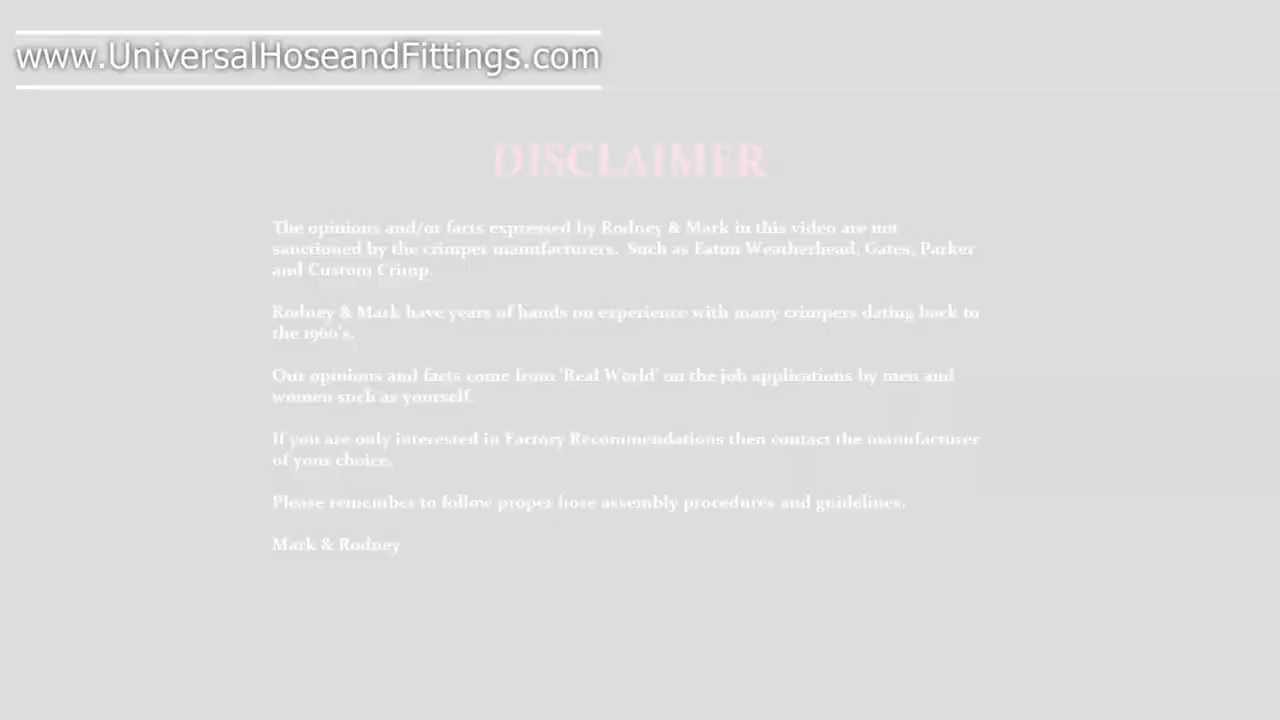 www.UniversalHoseandFittings.com
DISCLAIMER
The opinions and/or facts expressed by Rodney & Mark in this video are not
sanctioned by the crimper manufacturers. Such as Eaton Weatherhead, Gates, Parker
and Custom Crimp.
Rodney & Mark have years of hands on experience with many crimpers dating back to
the 1960's.
Our opinions and facts come from 'Real World' on the job applications by men and
women such as yourself.
If you are only interested in Factory Recommendations then contact the manufacturer
of your choice.
Please remember to follow proper hose assembly procedures and guidelines.
Mark & Rodney